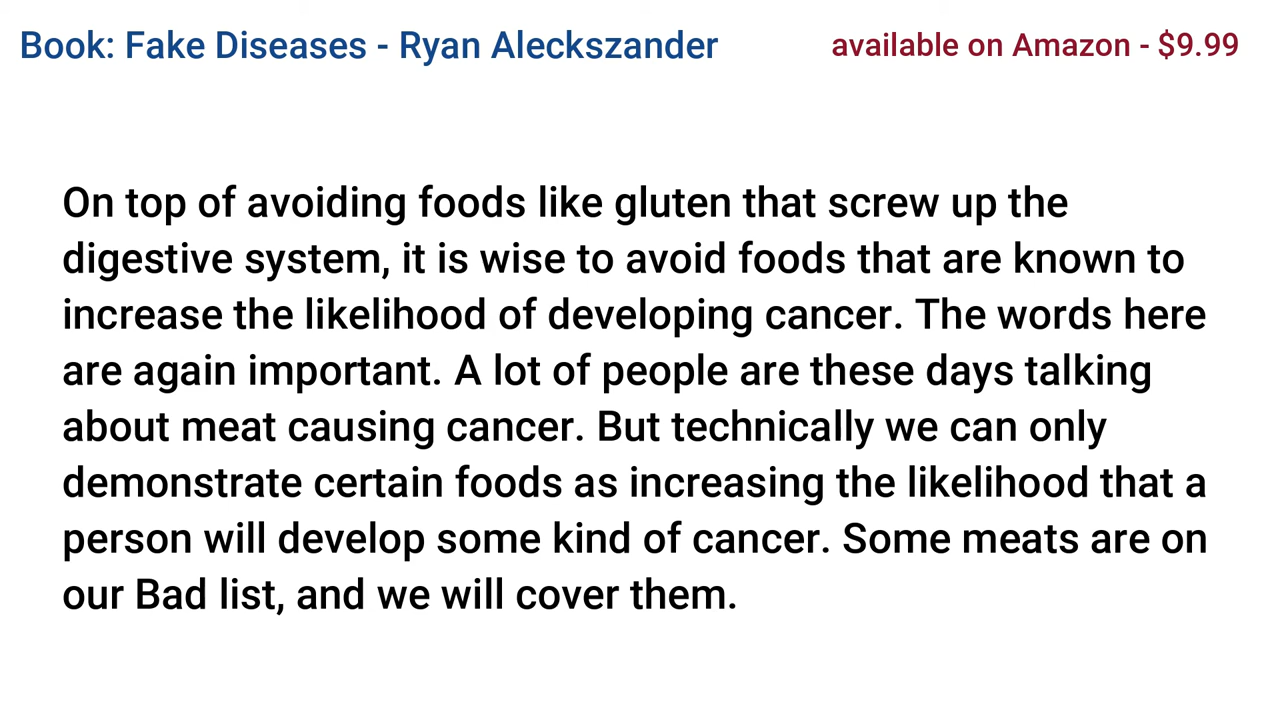 Book: Fake Diseases - Ryan Aleckszander
available on Amazon - $9.99
On top of avoiding foods like gluten that screw up the
digestive system, it is wise to avoid foods that are known to
increase the likelihood of developing cancer. The words here
are again important. A lot of people are these days talking
about meat causing cancer. But technically we can only
demonstrate certain foods as increasing the likelihood that a
person will develop some kind of cancer. Some meats are on
our Bad list, and we will cover them.